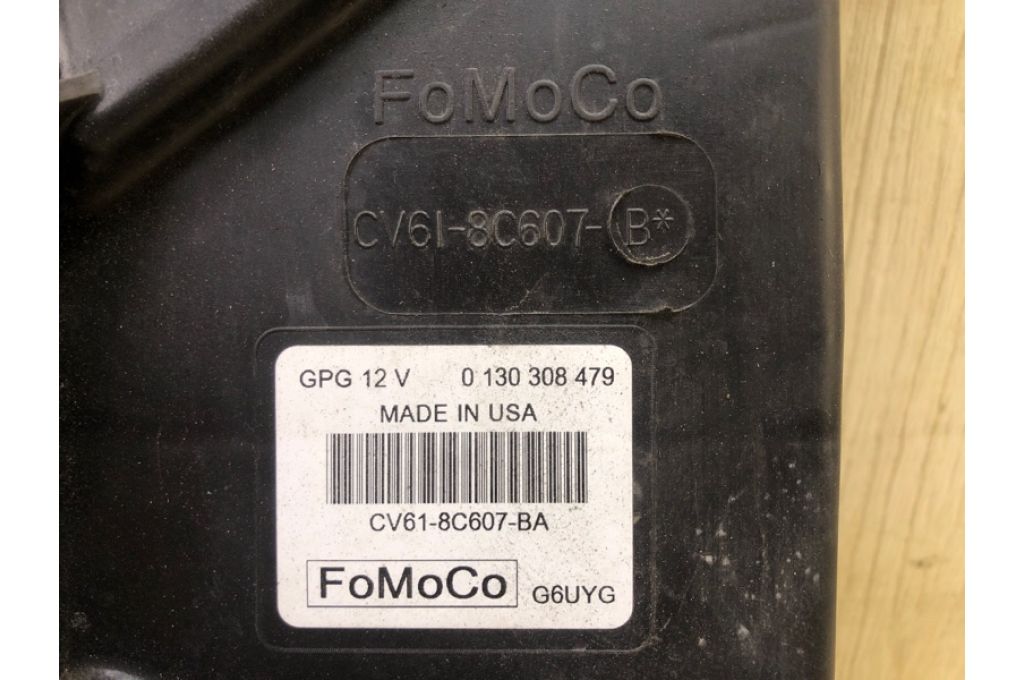 FoMoCo
CV61-8C607-B*
GPG 12 V 0 130 308 479
MADE IN USA
CV61-8C607-BA
FoMoCo G6UYG